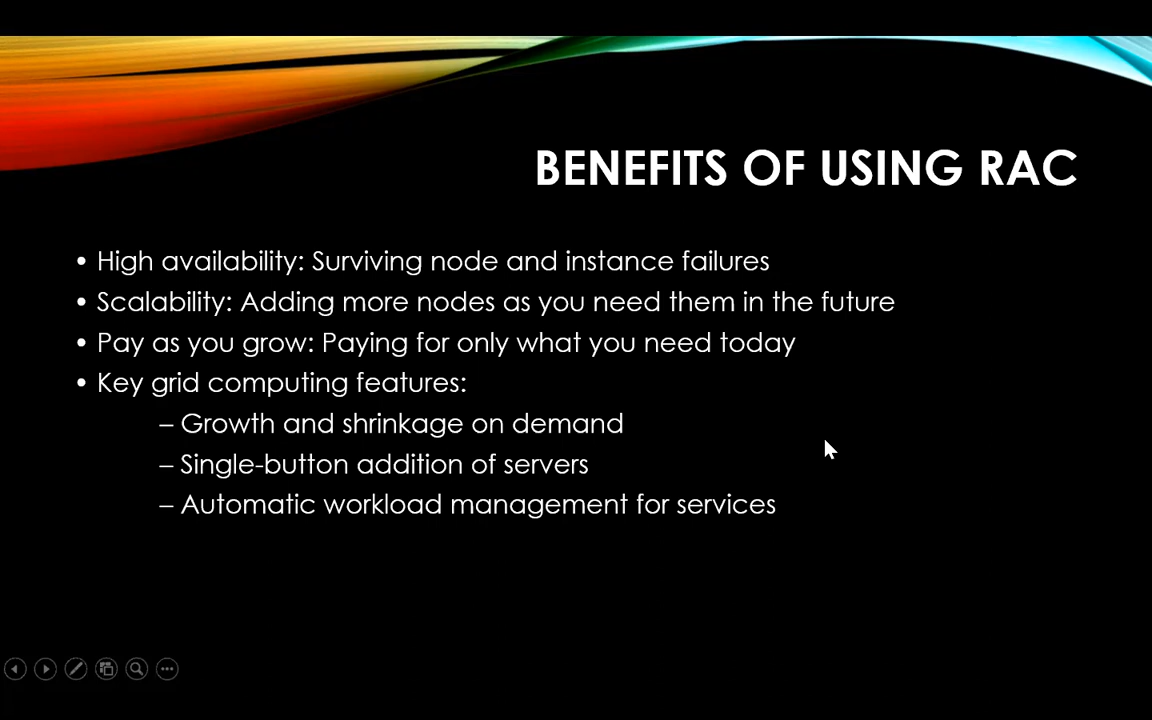 BENEFITS OF USING RAC
• High availability: Surviving node and instance failures
• Scalability: Adding more nodes as you need them in the future
• Pay as you grow: Paying for only what you need today
• Key grid computing features:
– Growth and shrinkage on demand
– Single-button addition of servers
– Automatic workload management for services